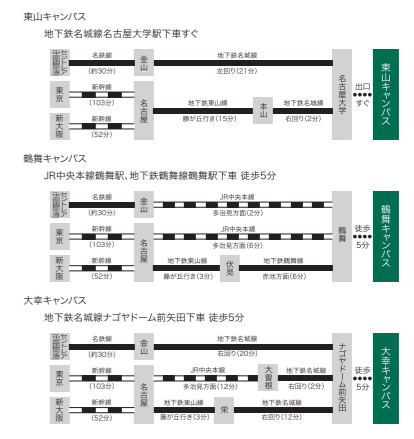 東山キャンパス
地下鉄名城線名古屋大学駅下車すぐ
中部国際空港 セントレア
名鉄線
(約30分)
金山
地下鉄名城線
左回り(21分)
東京
新幹線
(103分)
名古屋
地下鉄東山線
藤が丘行き(15分)
本山
地下鉄名城線
右回り(2分)
新大阪
新幹線
(52分)
名古屋大学
出口
すぐ
東山キャンパス
鶴舞キャンパス
JR中央本線鶴舞駅、地下鉄鶴舞線鶴舞駅下車 徒歩5分
中部国際空港 セントレア
名鉄線
(約30分)
金山
JR中央本線
多治見方面(2分)
東京
新幹線
(103分)
名古屋
JR中央本線
多治見方面(6分)
新大阪
新幹線
(52分)
地下鉄東山線
藤が丘行き(3分)
伏見
地下鉄鶴舞線
赤池方面(6分)
鶴舞
徒歩
5分
鶴舞キャンパス
大幸キャンパス
地下鉄名城線ナゴヤドーム前矢田下車 徒歩5分
中部国際空港 セントレア
名鉄線
(約30分)
金山
地下鉄名城線
右回り(20分)
東京
新幹線
(103分)
名古屋
JR中央本線
多治見方面(12分)
大曽根
地下鉄名城線
右回り(2分)
新大阪
新幹線
(52分)
地下鉄東山線
藤が丘行き(3分)
栄
地下鉄名城線
右回り(12分)
ナゴヤドーム前矢田
徒歩
5分
大幸キャンパス